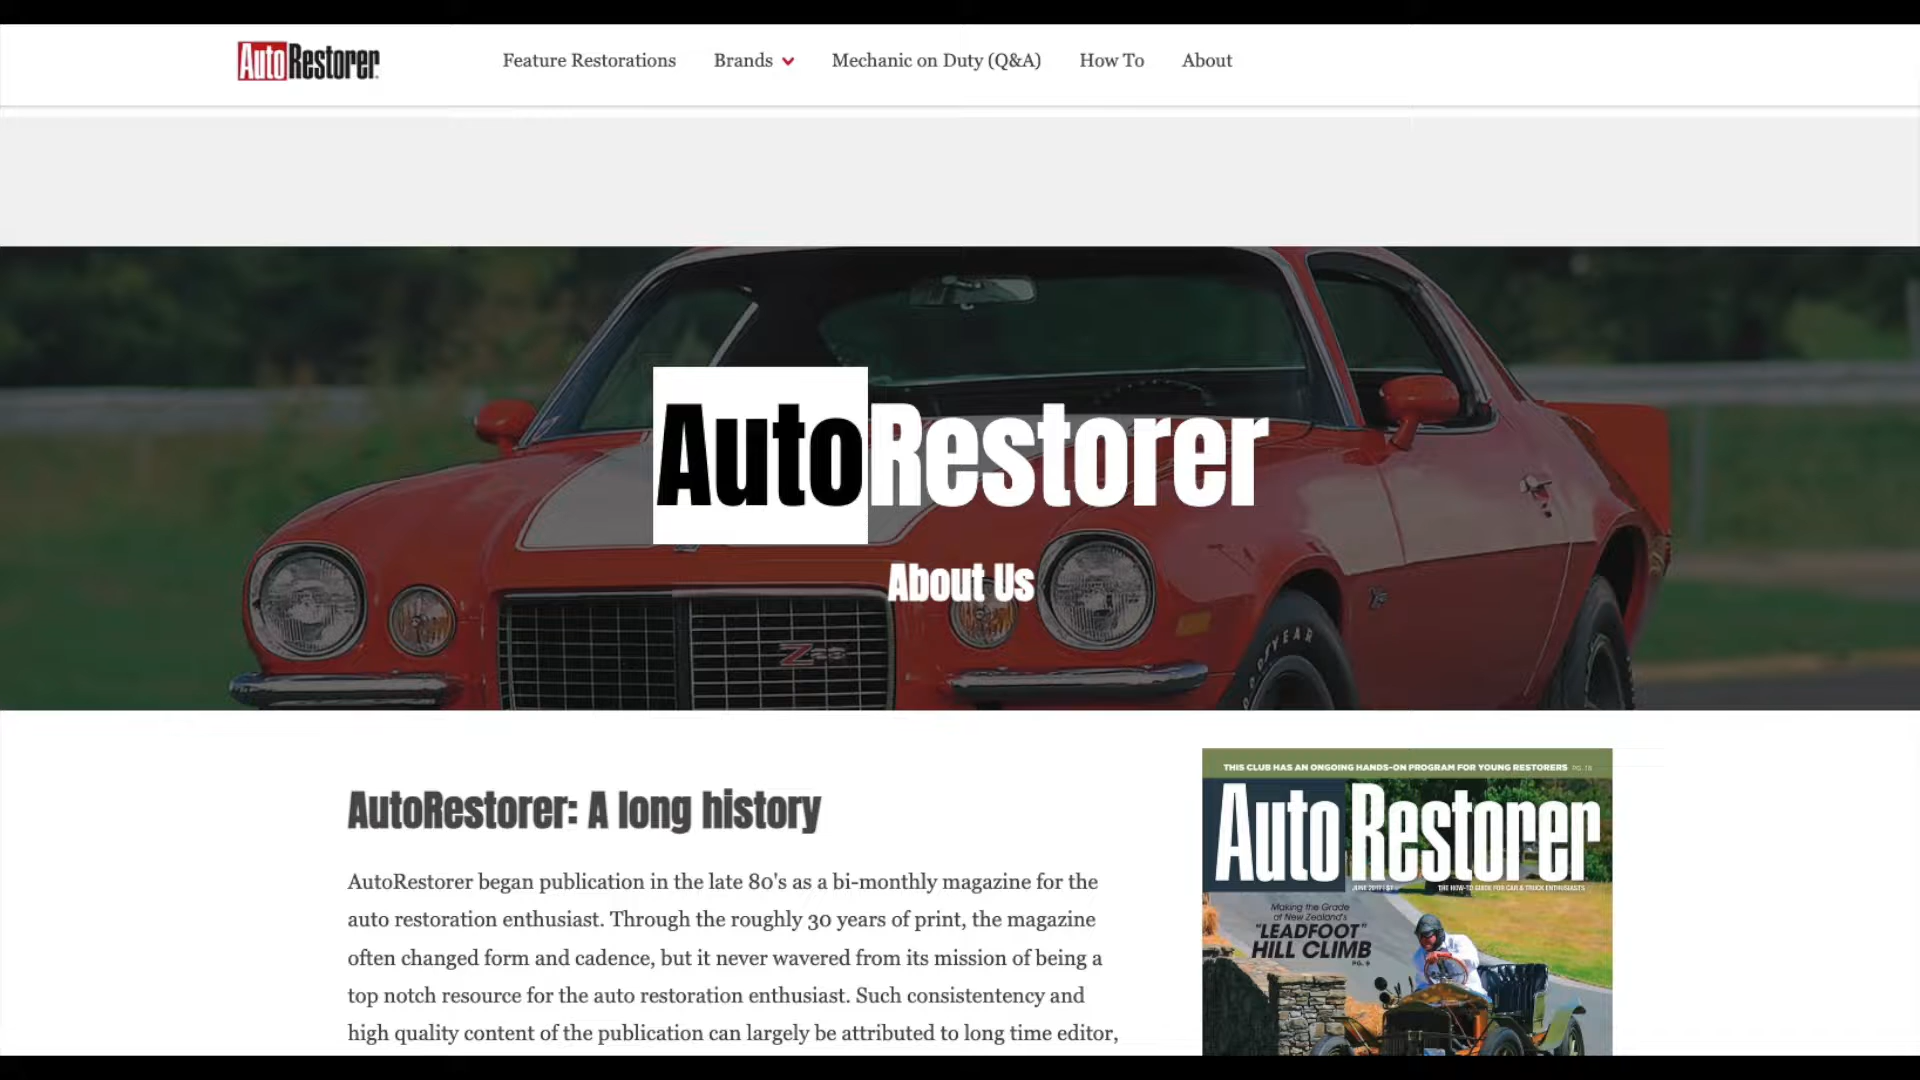 AutoRestorer
Feature Restorations
Brands
Mechanic on Duty (Q&A)
How To
About
AutoRestorer
About Us
Z28
GOODYEAR
AutoRestorer: A long history
AutoRestorer began publication in the late 80's as a bi-monthly magazine for the
auto restoration enthusiast. Through the roughly 30 years of print, the magazine
often changed form and cadence, but it never wavered from its mission of being a
top notch resource for the auto restoration enthusiast. Such consistentency and
high quality content of the publication can largely be attributed to long time editor,
THIS CLUB HAS AN ONGOING HANDS-ON PROGRAM FOR YOUNG RESTORERS PG. 18
Auto Restorer
THE HOW-TO GUIDE FOR CAR & TRUCK ENTHUSIASTS
Making the Grade
of New Zealand's
"LEADFOOT"
HILL CLIMB